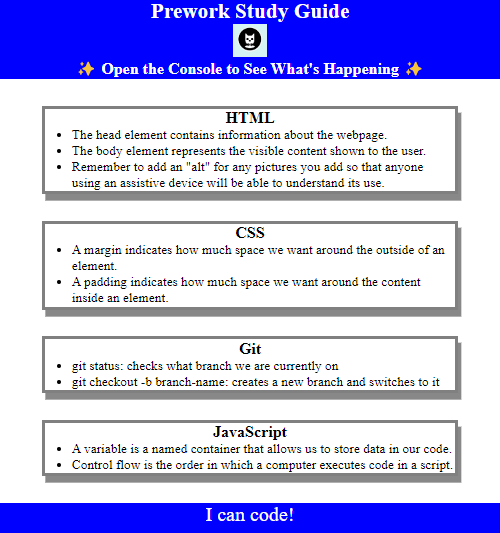 Prework Study Guide
✨ Open the Console to See What's Happening ✨
HTML
• The head element contains information about the webpage.
• The body element represents the visible content shown to the user.
• Remember to add an "alt" for any pictures you add so that anyone
using an assistive device will be able to understand its use.
CSS
• A margin indicates how much space we want around the outside of an
element.
• A padding indicates how much space we want around the content
inside an element.
Git
• git status: checks what branch we are currently on
• git checkout -b branch-name: creates a new branch and switches to it
JavaScript
• A variable is a named container that allows us to store data in our code.
• Control flow is the order in which a computer executes code in a script.
I can code!